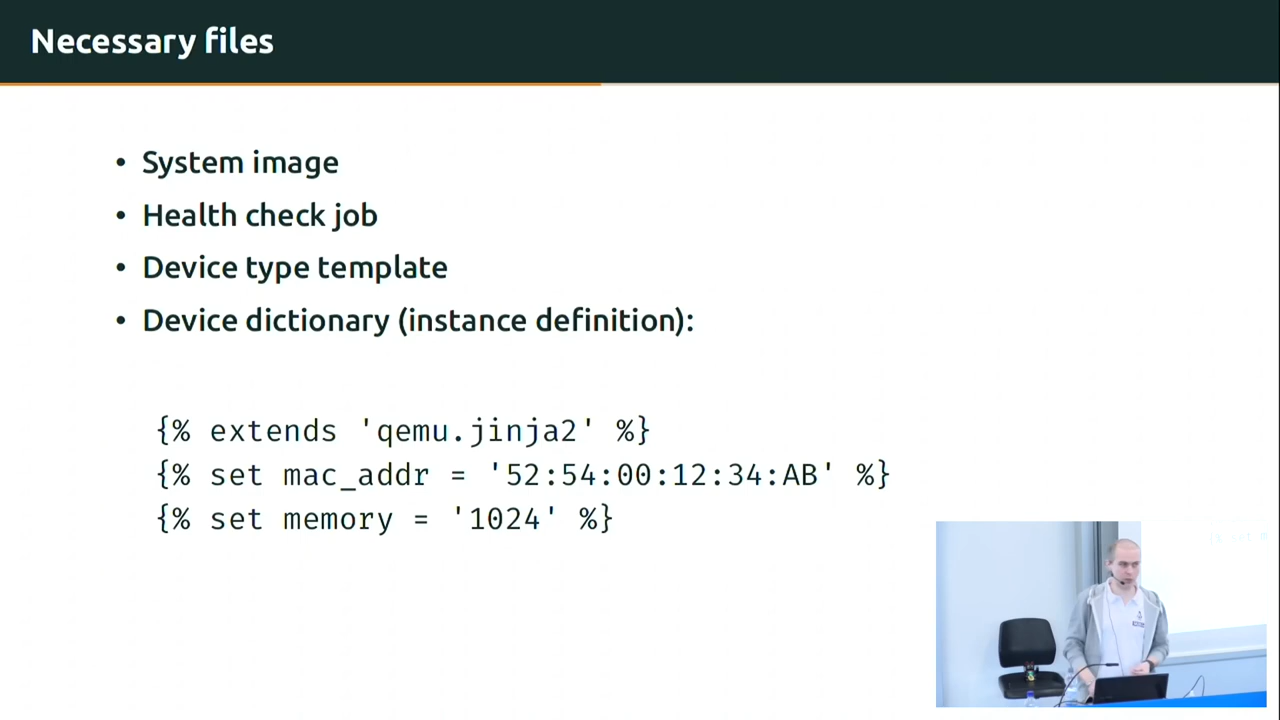 Necessary files
• System image
• Health check job
• Device type template
• Device dictionary (instance definition):
{% extends 'qemu.jinja2' %}
{% set mac_addr = '52:54:00:12:34:AB' %}
{% set memory = '1024' %}